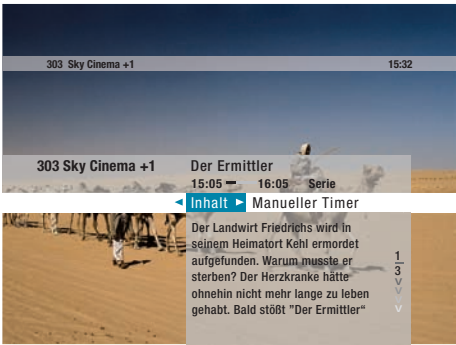 303 Sky Cinema +1 15:32
303 Sky Cinema +1 Der Ermittler
15:05 – 16:05 Serie
◄ Inhalt ► Manueller Timer
Der Landwirt Friedrichs wird in
seinem Heimatort Kehl ermordet
aufgefunden. Warum musste er
sterben? Der Herzkranke hätte
ohnehin nicht mehr lange zu leben
gehabt. Bald stößt "Der Ermittler“
1
3